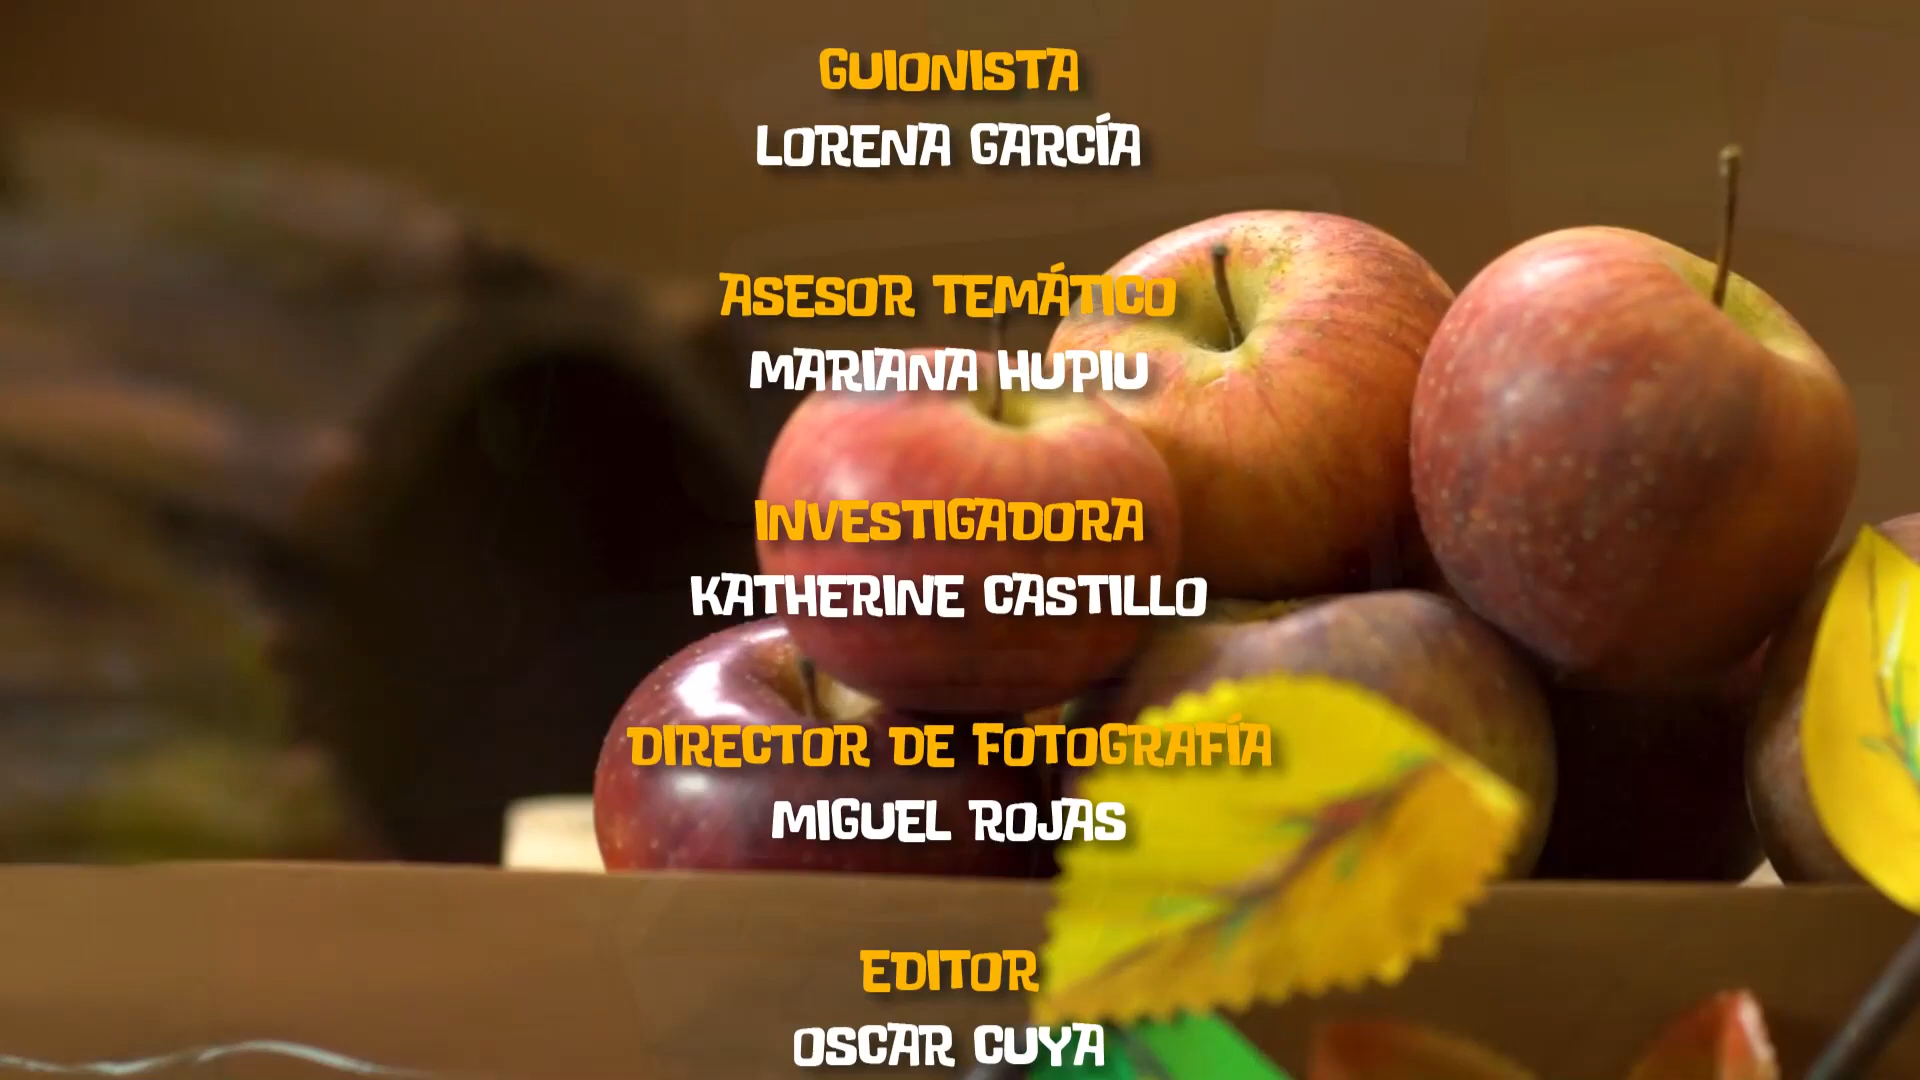 GUIONISTA
LORENA GARCÍA
ASESOR TEMÁTICO
MARIANA HUPIU
INVESTIGADORA
KATHERINE CASTILLO
DIRECTOR DE FOTOGRAFÍA
MIGUEL ROJAS
EDITOR
OSCAR CUYA